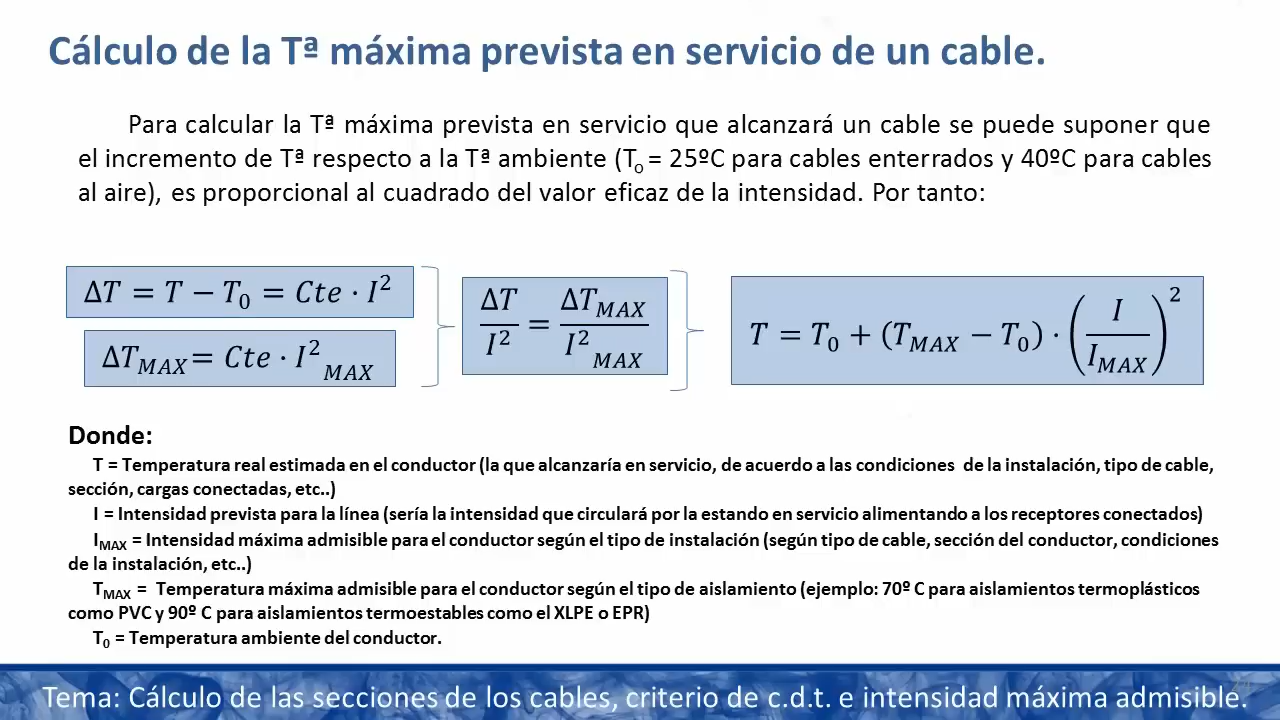 Cálculo de la Tª máxima prevista en servicio de un cable.
Para calcular la Tª máxima prevista en servicio que alcanzará un cable se puede suponer que
el incremento de Tª respecto a la Tª ambiente (To = 25ºC para cables enterrados y 40ºC para cables
al aire), es proporcional al cuadrado del valor eficaz de la intensidad. Por tanto:
ΔT = T − T₀ = Cte · I²
ΔT_MAX = Cte · I²_MAX
ΔT / I² = ΔT_MAX / I²_MAX
T = T₀ + (T_MAX − T₀) · (I / I_MAX)²
Donde:
T = Temperatura real estimada en el conductor (la que alcanzaría en servicio, de acuerdo a las condiciones de la instalación, tipo de cable,
sección, cargas conectadas, etc..)
I = Intensidad prevista para la línea (sería la intensidad que circulará por la estando en servicio alimentando a los receptores conectados)
I_MAX = Intensidad máxima admisible para el conductor según el tipo de instalación (según tipo de cable, sección del conductor, condiciones
de la instalación, etc..)
T_MAX = Temperatura máxima admisible para el conductor según el tipo de aislamiento (ejemplo: 70º C para aislamientos termoplásticos
como PVC y 90º C para aislamientos termoestables como el XLPE o EPR)
T₀ = Temperatura ambiente del conductor.
Tema: Cálculo de las secciones de los cables, criterio de c.d.t. e intensidad máxima admisible.